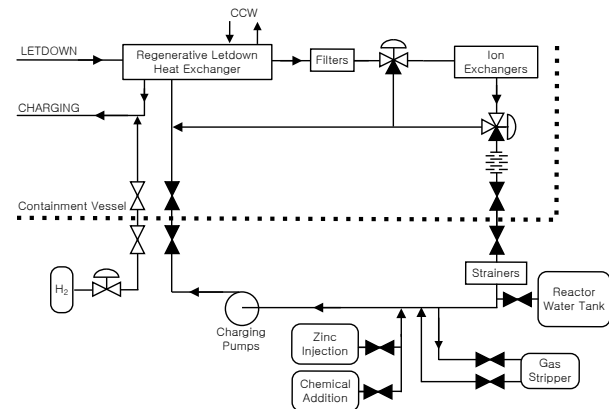 CCW
LETDOWN
Regenerative Letdown
Heat Exchanger
Filters
Ion
Exchangers
CHARGING
Containment Vessel
H₂
Strainers
Reactor
Water Tank
Charging
Pumps
Zinc
Injection
Gas
Stripper
Chemical
Addition